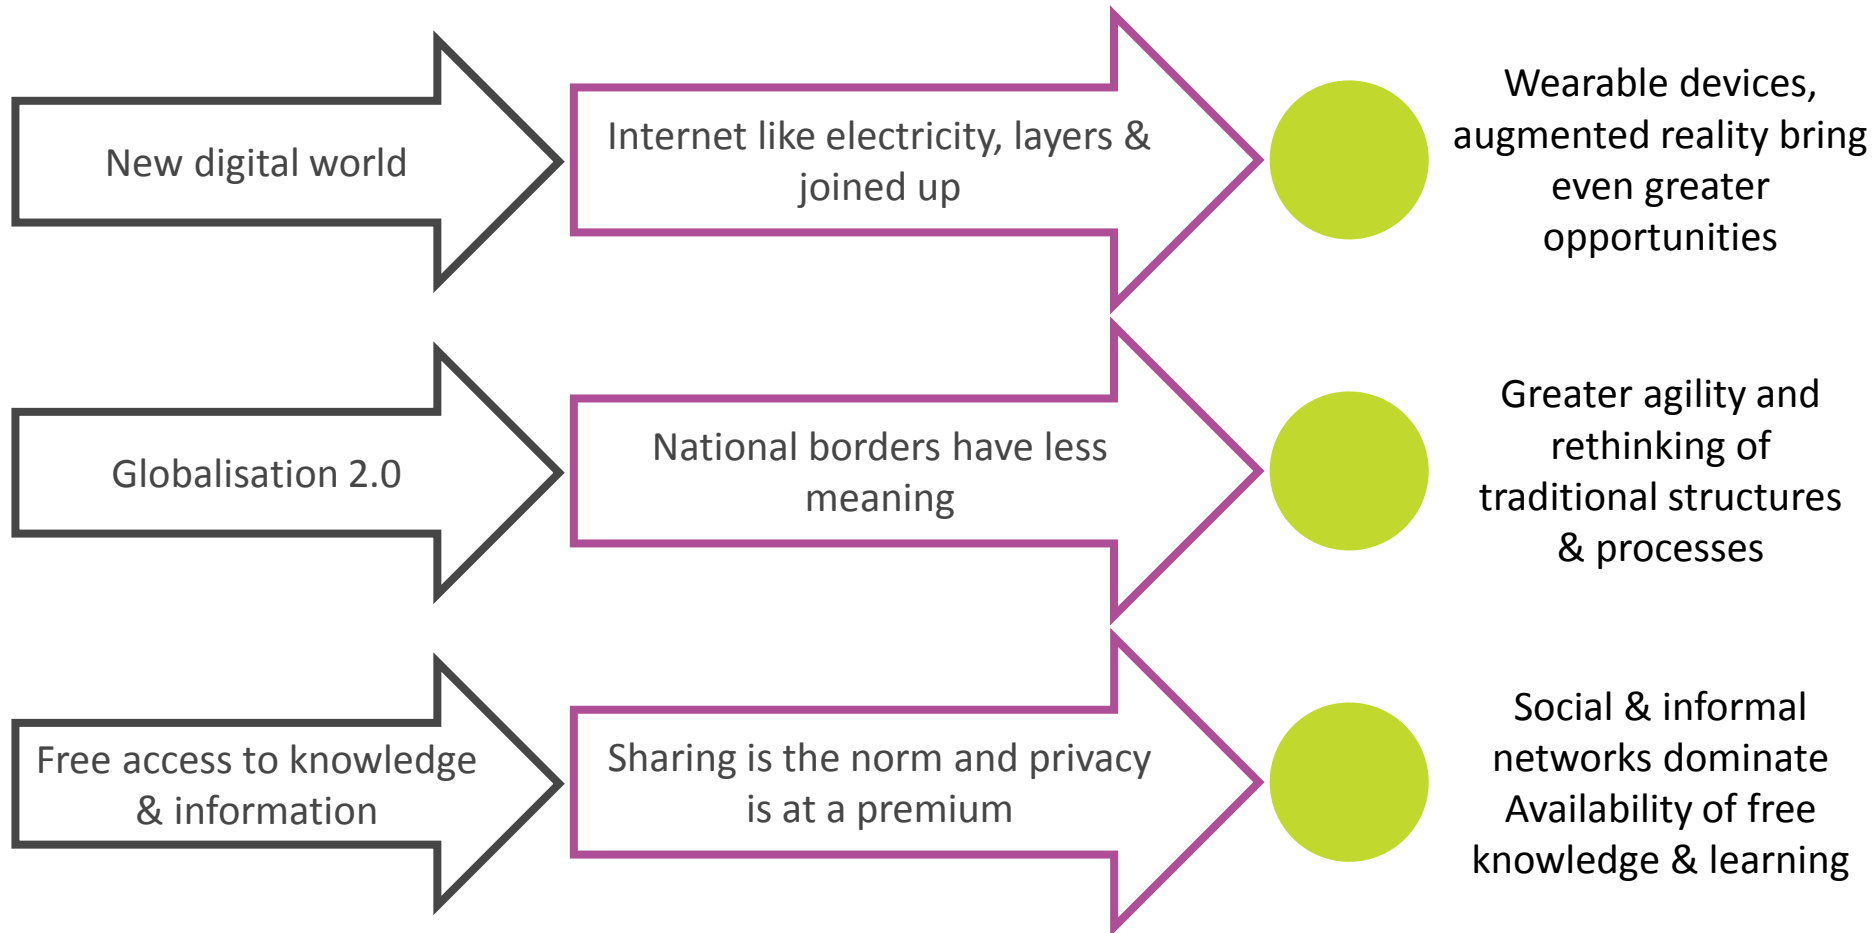 New digital world
Internet like electricity, layers &
joined up
Wearable devices,
augmented reality bring
even greater
opportunities
Globalisation 2.0
National borders have less
meaning
Greater agility and
rethinking of
traditional structures
& processes
Free access to knowledge
& information
Sharing is the norm and privacy
is at a premium
Social & informal
networks dominate
Availability of free
knowledge & learning